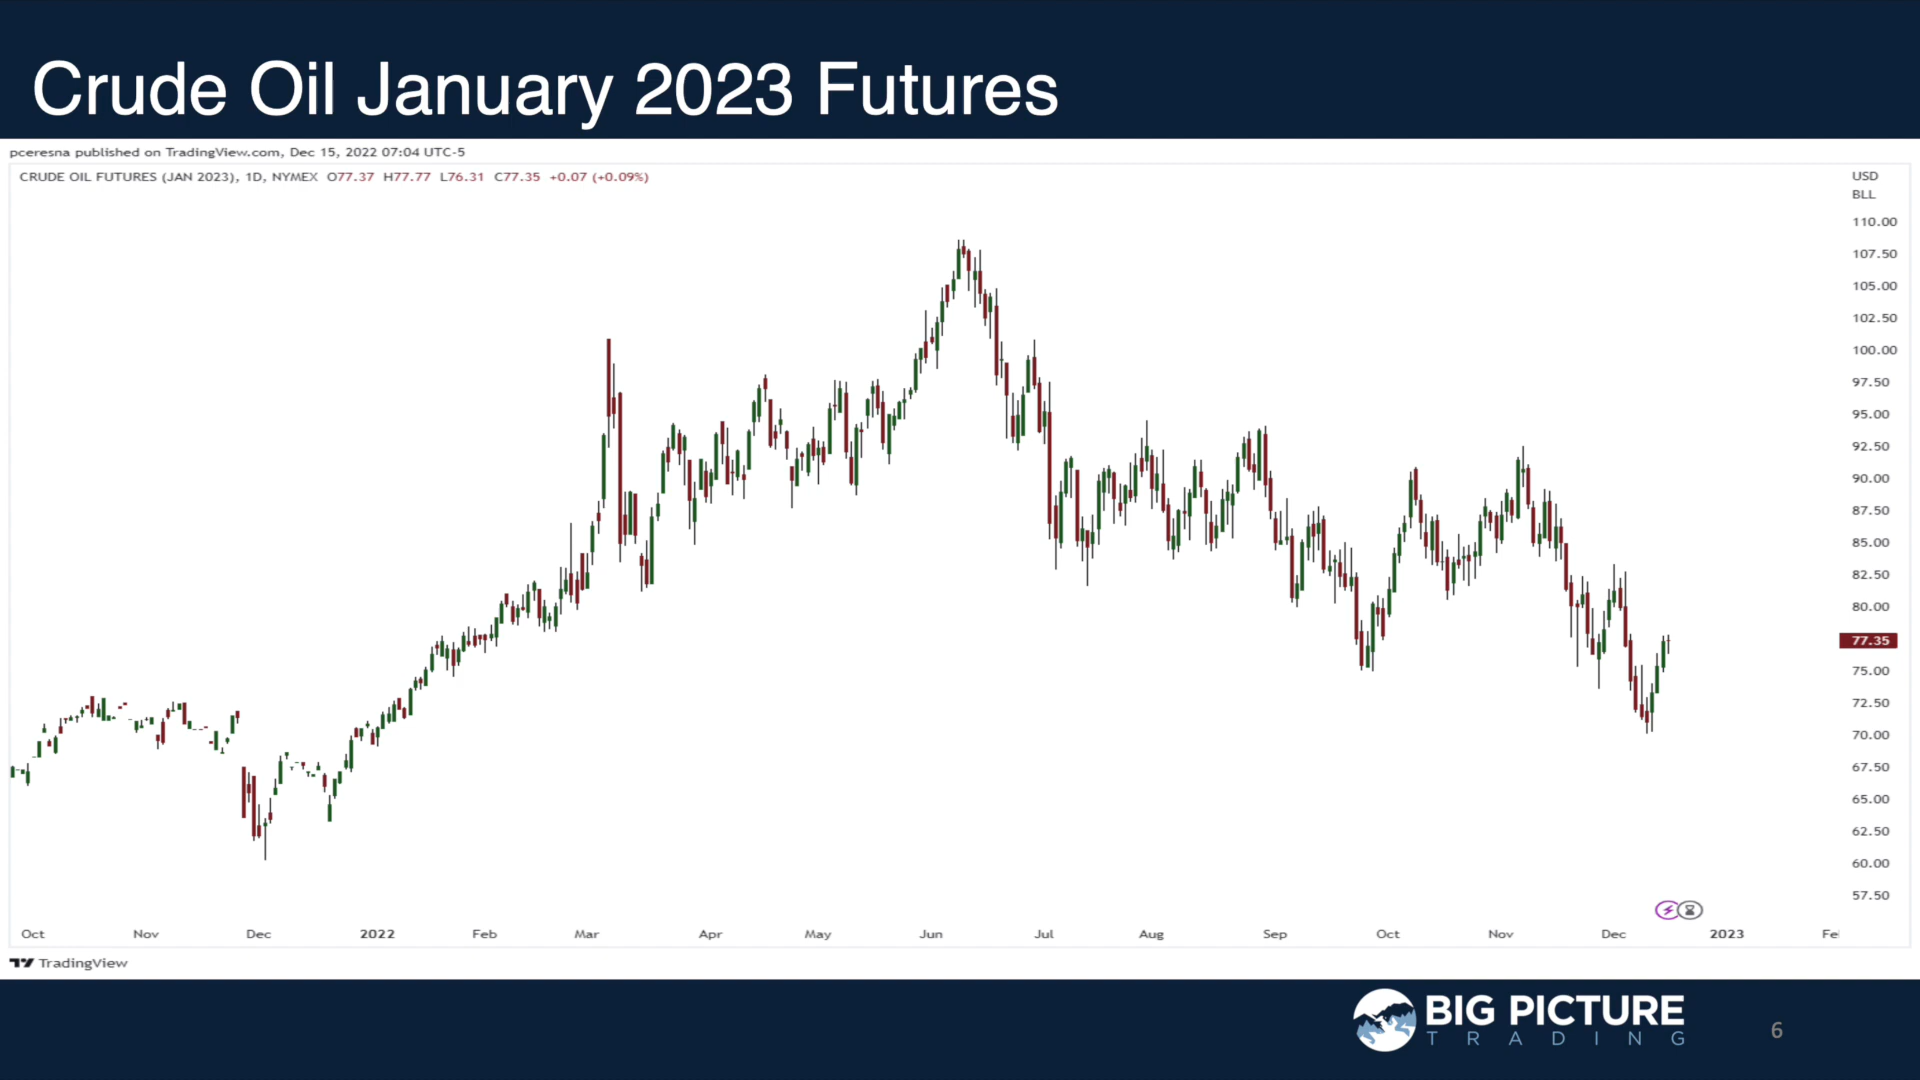 Crude Oil January 2023 Futures
pceresna published on TradingView.com, Dec 15, 2022 07:04 UTC-5
CRUDE OIL FUTURES (JAN 2023), 1D, NYMEX O77.37 H77.77 L76.31 C77.35 +0.07 (+0.09%)
USD
BLL
110.00
107.50
105.00
102.50
100.00
97.50
95.00
92.50
90.00
87.50
85.00
82.50
80.00
77.35
75.00
72.50
70.00
67.50
65.00
62.50
60.00
57.50
Oct Nov Dec 2022 Feb Mar Apr May Jun Jul Aug Sep Oct Nov Dec 2023 Fe
TradingView
BIG PICTURE
TRADING
6